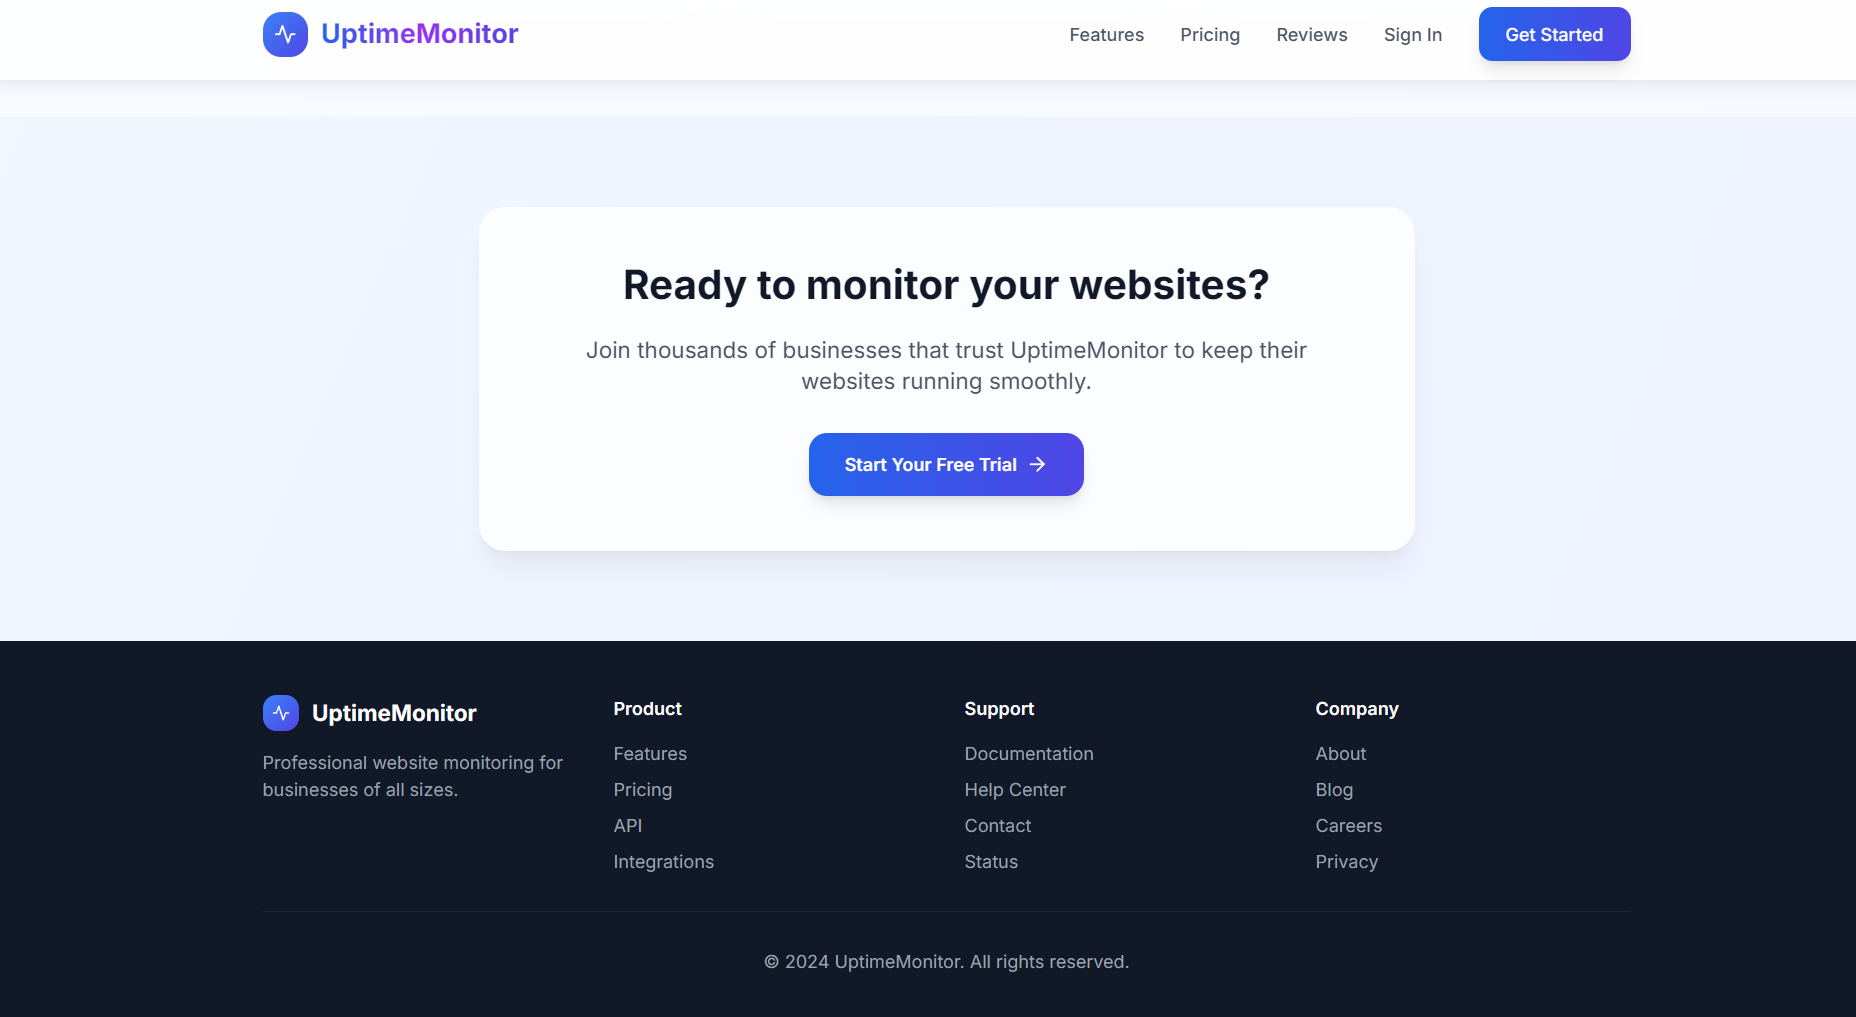 UptimeMonitor
Features
Pricing
Reviews
Sign In
Get Started
Ready to monitor your websites?
Join thousands of businesses that trust UptimeMonitor to keep their
websites running smoothly.
Start Your Free Trial →
UptimeMonitor
Professional website monitoring for
businesses of all sizes.
Product
Features
Pricing
API
Integrations
Support
Documentation
Help Center
Contact
Status
Company
About
Blog
Careers
Privacy
© 2024 UptimeMonitor. All rights reserved.